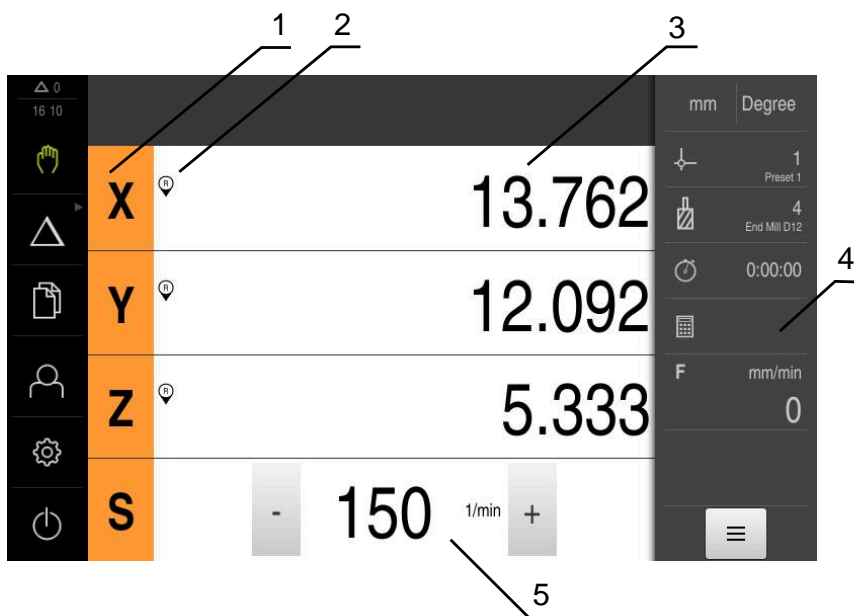 1 2 3
△ 0
16 10
mm Degree
1
Preset 1
X R 13.762
4
End Mill D12
0:00:00
4
Y R 12.092
F mm/min
0
Z R 5.333
S - 150 1/min +
5